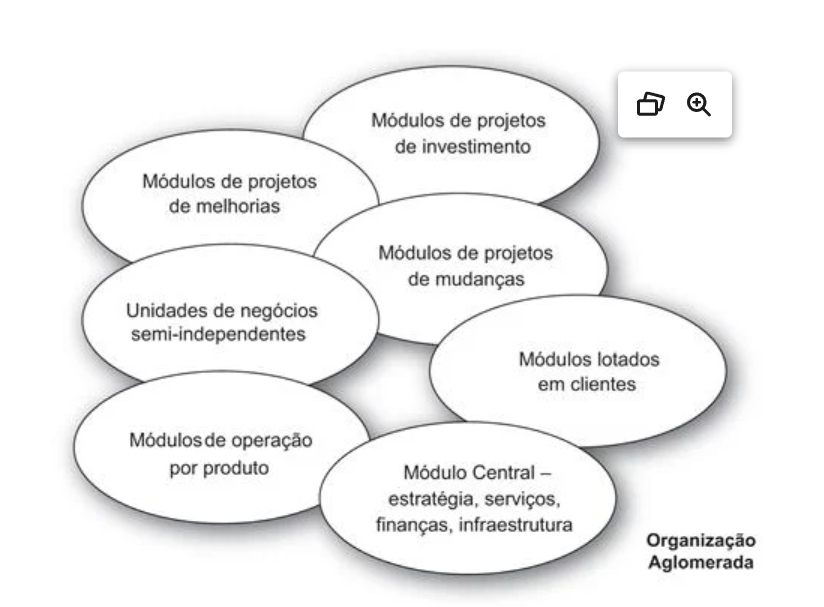 Módulos de projetos
de investimento
Módulos de projetos
de melhorias
Módulos de projetos
de mudanças
Unidades de negócios
semi-independentes
Módulos lotados
em clientes
Módulos de operação
por produto
Módulo Central –
estratégia, serviços,
finanças, infraestrutura
Organização
Aglomerada